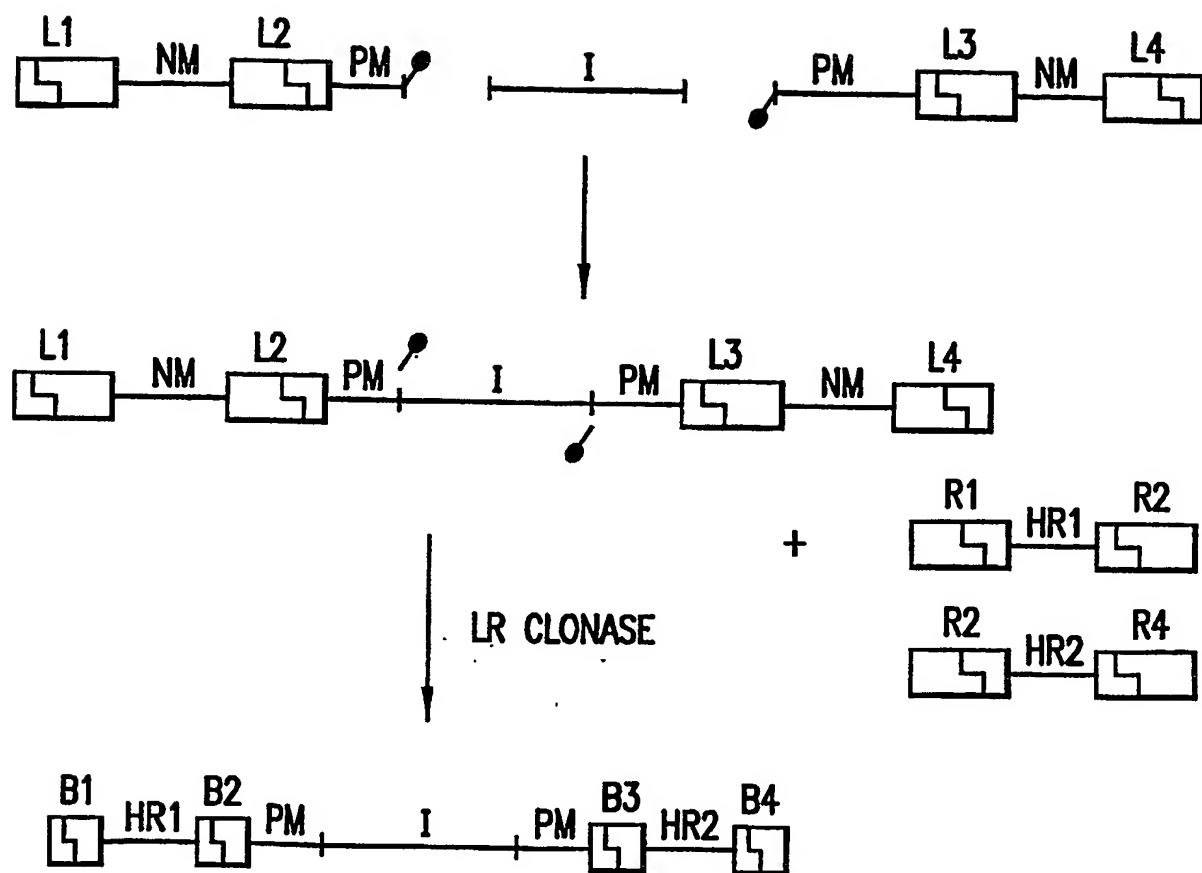 L1 NM L2 PM I PM L3 NM L4
L1 NM L2 PM I PM L3 NM L4
+ R1 HR1 R2
R2 HR2 R4
LR CLONASE
B1 HR1 B2 PM I PM B3 HR2 B4